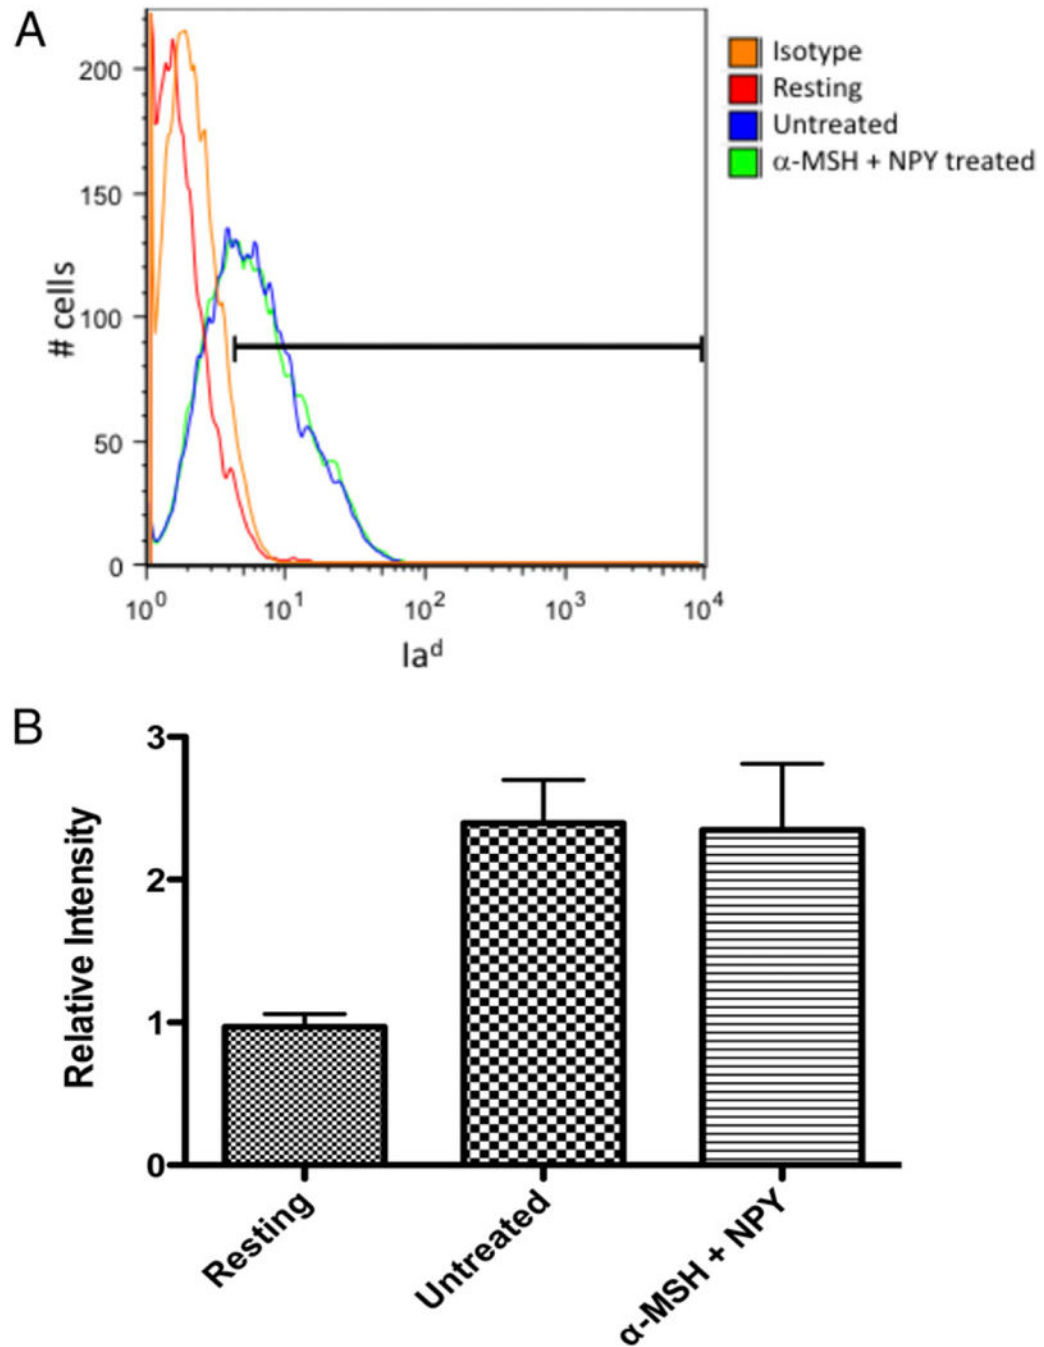 A
# cells
200
150
100
50
0
10⁰ 10¹ 10² 10³ 10⁴
Iaᵈ
Isotype
Resting
Untreated
α-MSH + NPY treated
B
Relative Intensity
3
2
1
0
Resting
Untreated
α-MSH + NPY